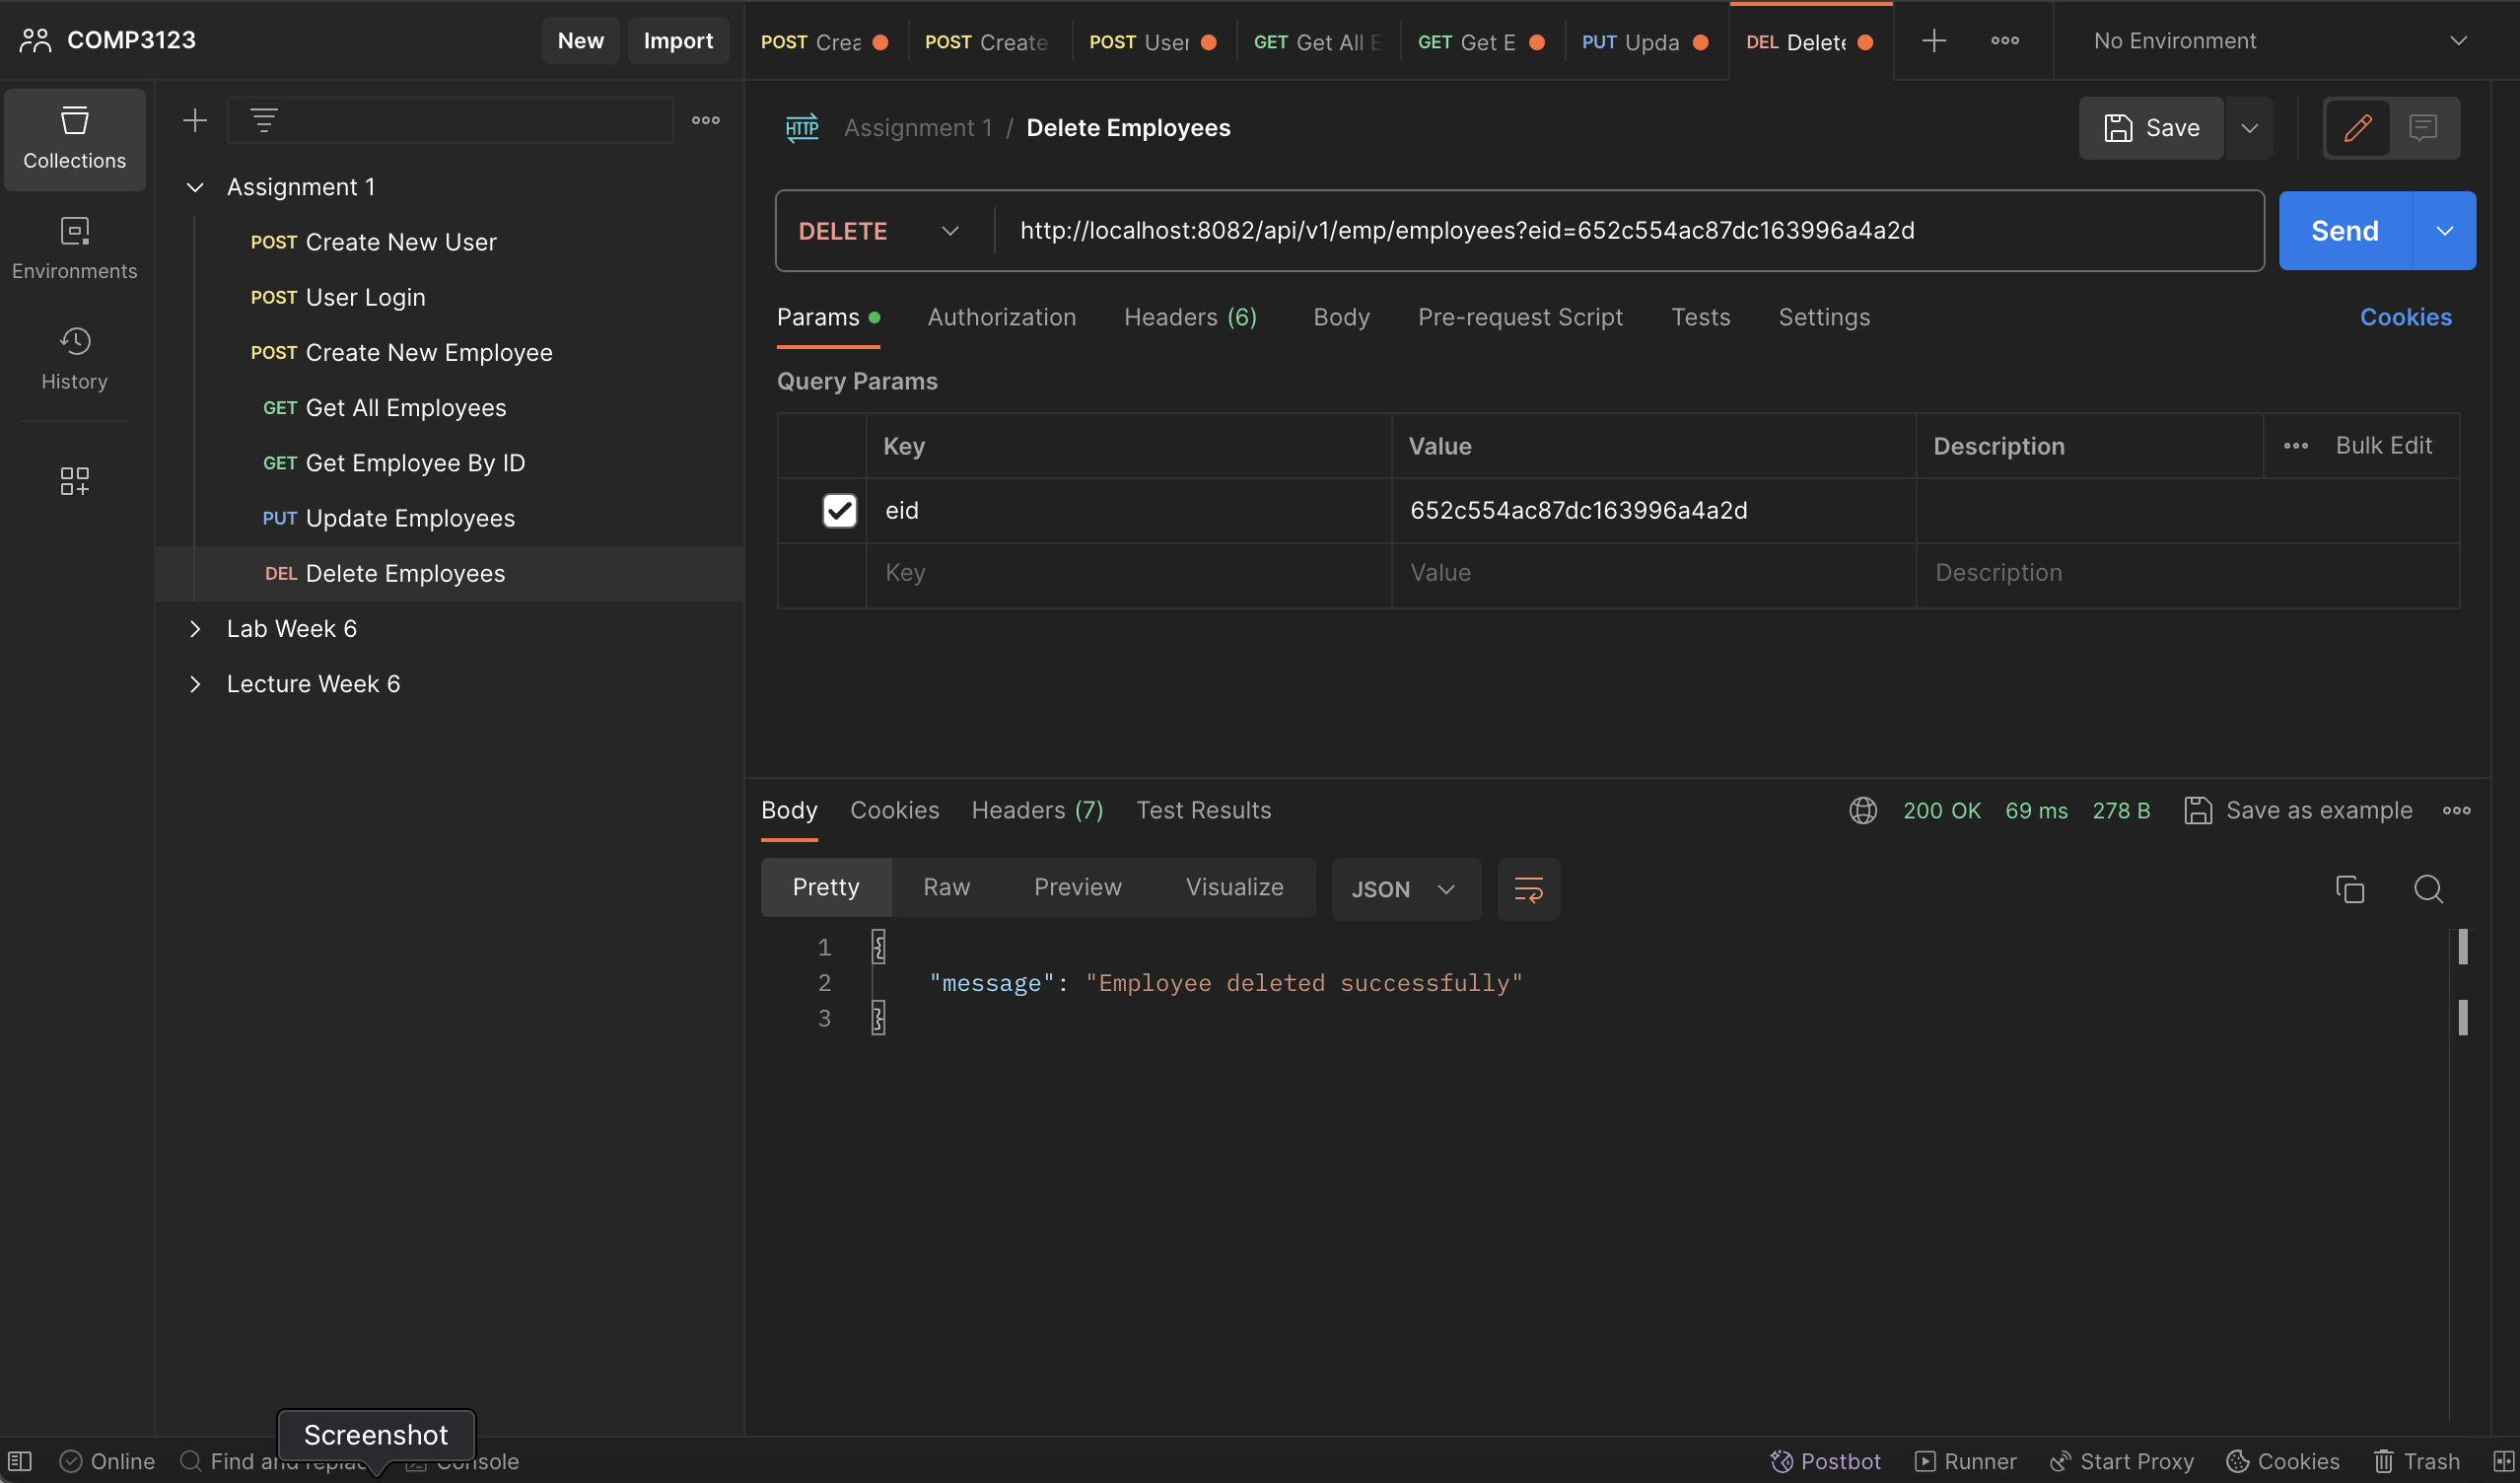 COMP3123
New
Import
POST Crea
POST Create
POST User
GET Get All E
GET Get E
PUT Upda
DEL Delete
No Environment
Collections
Environments
History
Assignment 1
POST Create New User
POST User Login
POST Create New Employee
GET Get All Employees
GET Get Employee By ID
PUT Update Employees
DEL Delete Employees
Lab Week 6
Lecture Week 6
HTTP Assignment 1 / Delete Employees
Save
DELETE http://localhost:8082/api/v1/emp/employees?eid=652c554ac87dc163996a4a2d
Send
Params Authorization Headers (6) Body Pre-request Script Tests Settings Cookies
Query Params
Key Value Description Bulk Edit
eid 652c554ac87dc163996a4a2d
Key Value Description
Body Cookies Headers (7) Test Results 200 OK 69 ms 278 B Save as example
Pretty Raw Preview Visualize JSON
1 {
2 "message": "Employee deleted successfully"
3 }
Screenshot
Online Find and replac Console Postbot Runner Start Proxy Cookies Trash